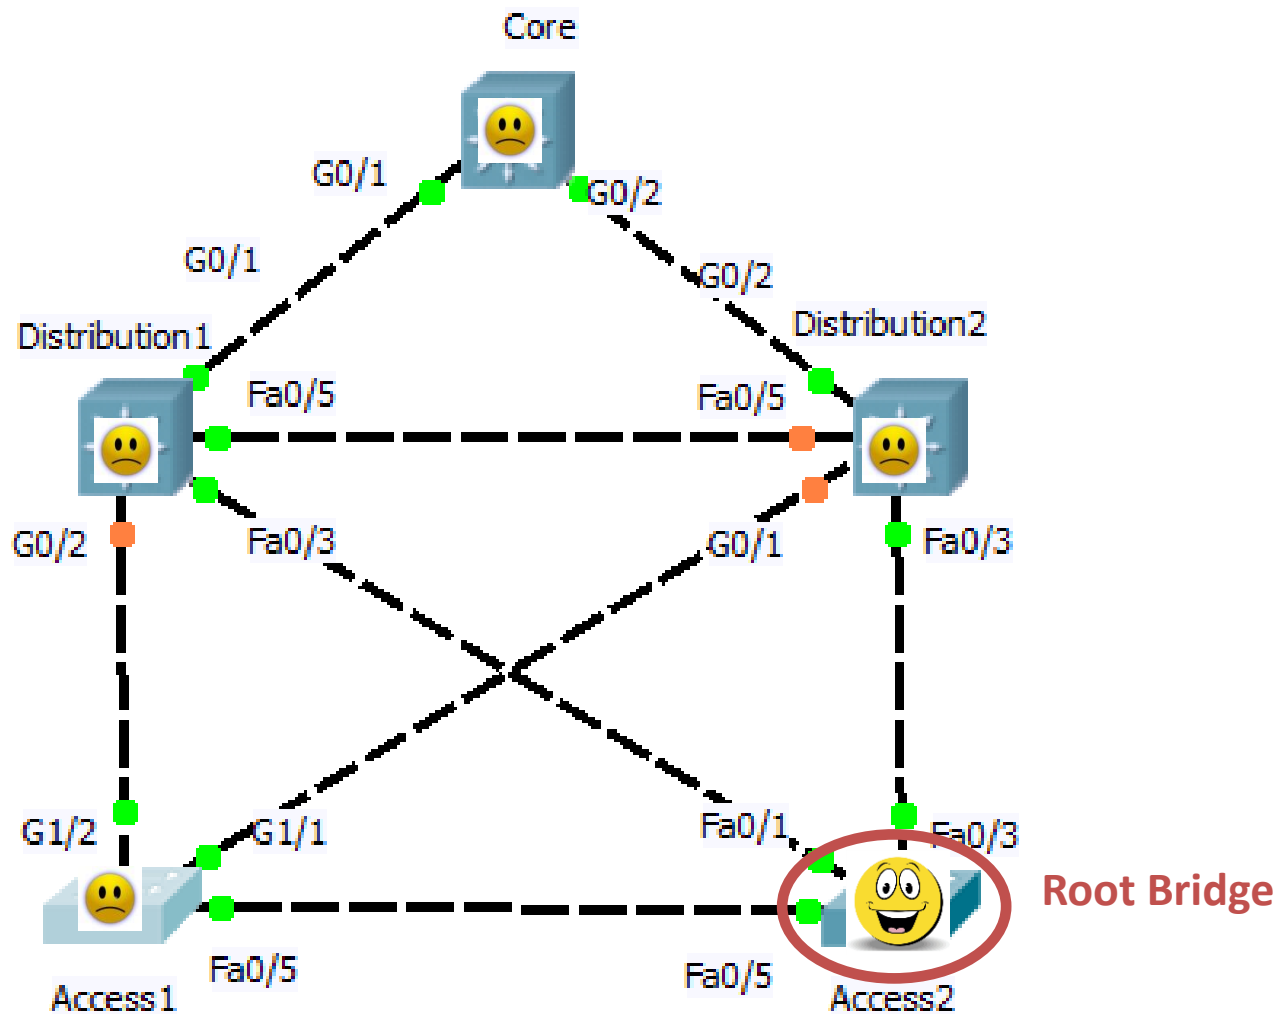 Core
G0/1
G0/2
G0/1
G0/2
Distribution1
Distribution2
Fa0/5
Fa0/5
G0/2
Fa0/3
G0/1
Fa0/3
G1/2
G1/1
Fa0/1
Fa0/3
Root Bridge
Fa0/5
Fa0/5
Access1
Access2